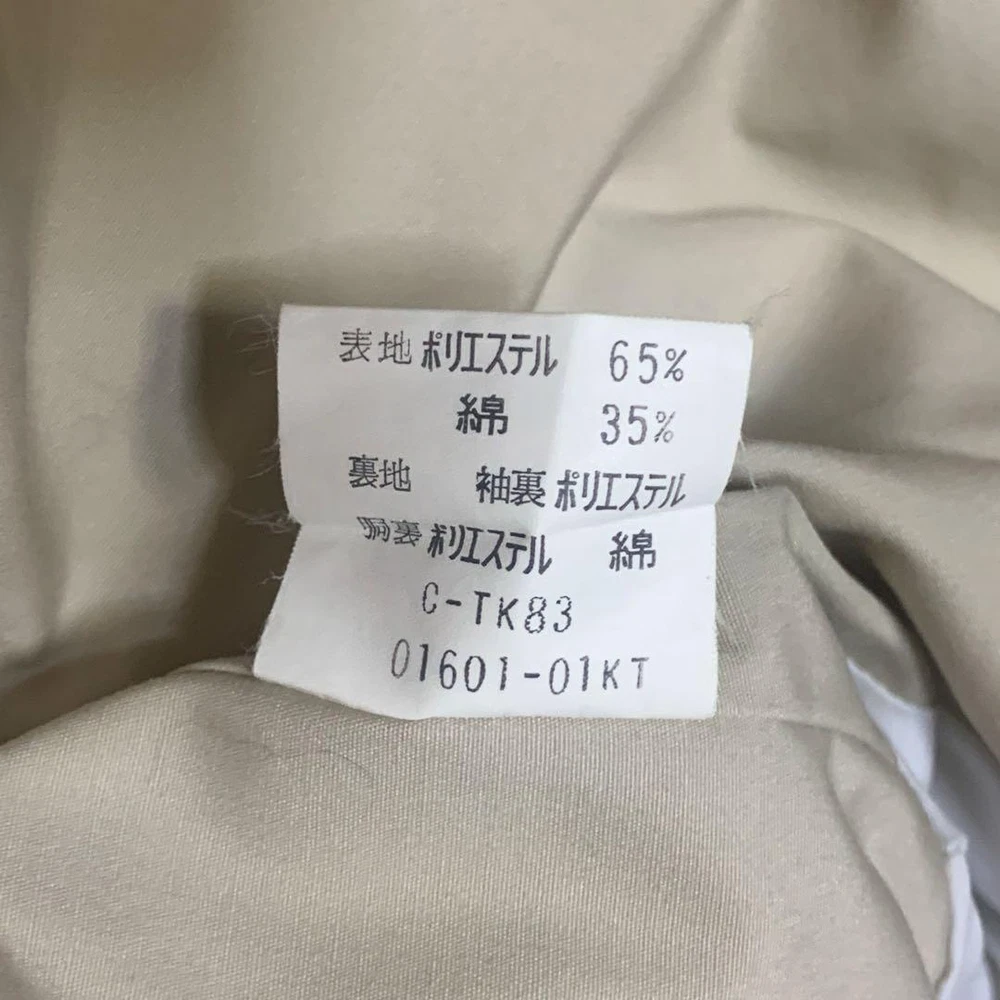 表地 ポリエステル 65%
綿 35%
裏地 袖裏 ポリエステル
胴裏 ポリエステル 綿
C-TK83
01601-01KT